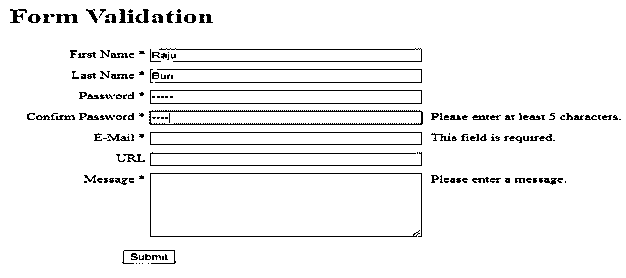 Form Validation
First Name * Raju
Last Name * Buri
Password * -----
Confirm Password * ---- Please enter at least 5 characters.
E-Mail * This field is required.
URL
Message * Please enter a message.
Submit